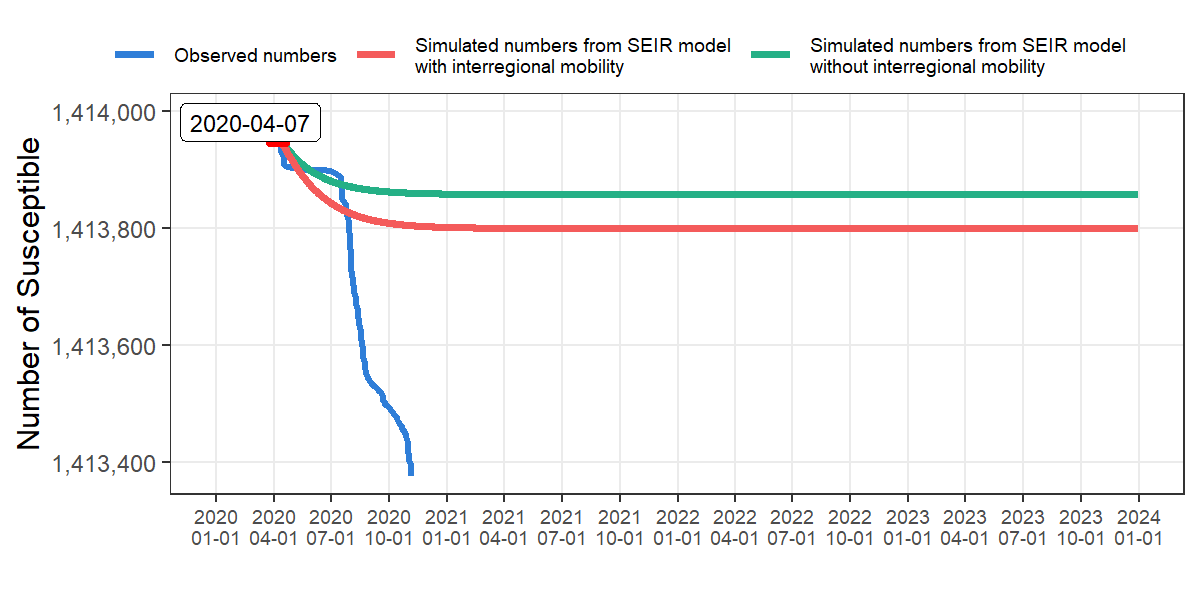 Observed numbers
Simulated numbers from SEIR model
with interregional mobility
Simulated numbers from SEIR model
without interregional mobility
Number of Susceptible
1,414,000
1,413,800
1,413,600
1,413,400
2020-04-07
2020 2020 2020 2020 2021 2021 2021 2021 2022 2022 2022 2022 2023 2023 2023 2023 2024
01-01 04-01 07-01 10-01 01-01 04-01 07-01 10-01 01-01 04-01 07-01 10-01 01-01 04-01 07-01 10-01 01-01